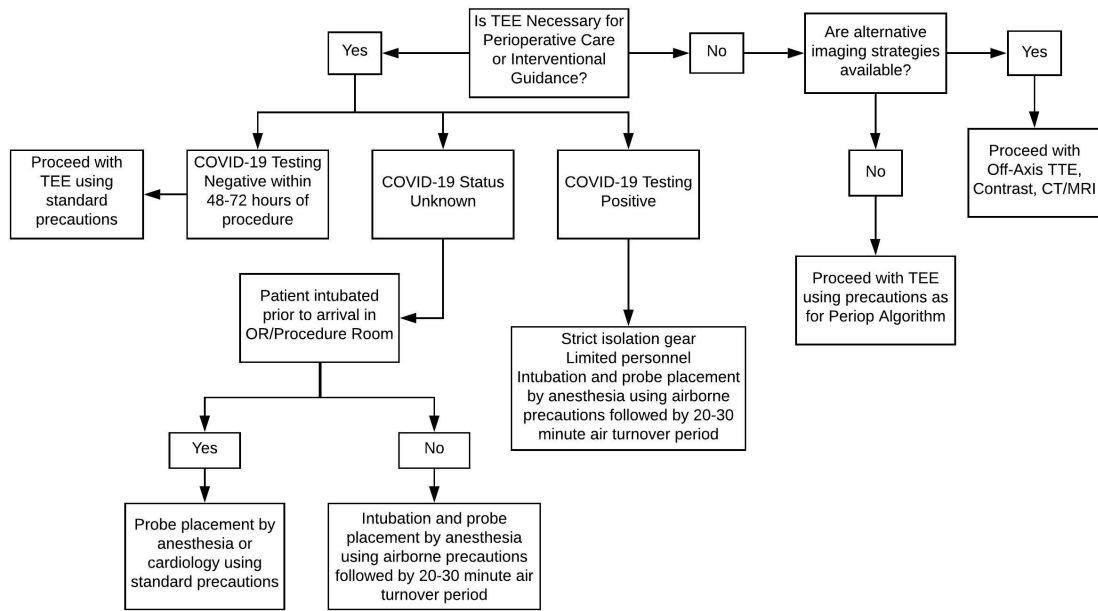 Is TEE Necessary for
Perioperative Care
or Interventional
Guidance?
Yes
No
Are alternative
imaging strategies
available?
Yes
Proceed with
TEE using
standard
precautions
COVID-19 Testing
Negative within
48-72 hours of
procedure
COVID-19 Status
Unknown
COVID-19 Testing
Positive
No
Proceed with
Off-Axis TTE,
Contrast, CT/MRI
Patient intubated
prior to arrival in
OR/Procedure Room
Proceed with TEE
using precautions as
for Periop Algorithm
Strict isolation gear
Limited personnel
Intubation and probe placement
by anesthesia using airborne
precautions followed by 20-30
minute air turnover period
Yes
No
Probe placement by
anesthesia or
cardiology using
standard precautions
Intubation and probe
placement by anesthesia
using airborne precautions
followed by 20-30 minute air
turnover period